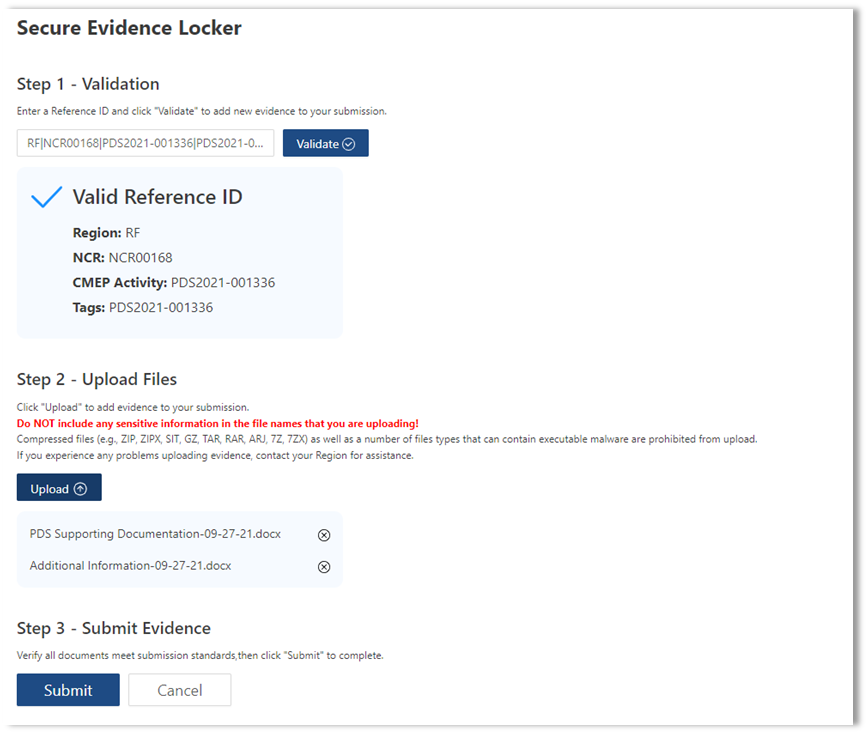 Secure Evidence Locker
Step 1 - Validation
Enter a Reference ID and click "Validate" to add new evidence to your submission.
RF|NCR00168|PDS2021-001336|PDS2021-0...
Validate
Valid Reference ID
Region: RF
NCR: NCR00168
CMEP Activity: PDS2021-001336
Tags: PDS2021-001336
Step 2 - Upload Files
Click "Upload" to add evidence to your submission.
Do NOT include any sensitive information in the file names that you are uploading!
Compressed files (e.g., ZIP, ZIPX, SIT, GZ, TAR, RAR, ARJ, 7Z, 7ZX) as well as a number of files types that can contain executable malware are prohibited from upload.
If you experience any problems uploading evidence, contact your Region for assistance.
Upload
PDS Supporting Documentation-09-27-21.docx
Additional Information-09-27-21.docx
Step 3 - Submit Evidence
Verify all documents meet submission standards,then click "Submit" to complete.
Submit
Cancel